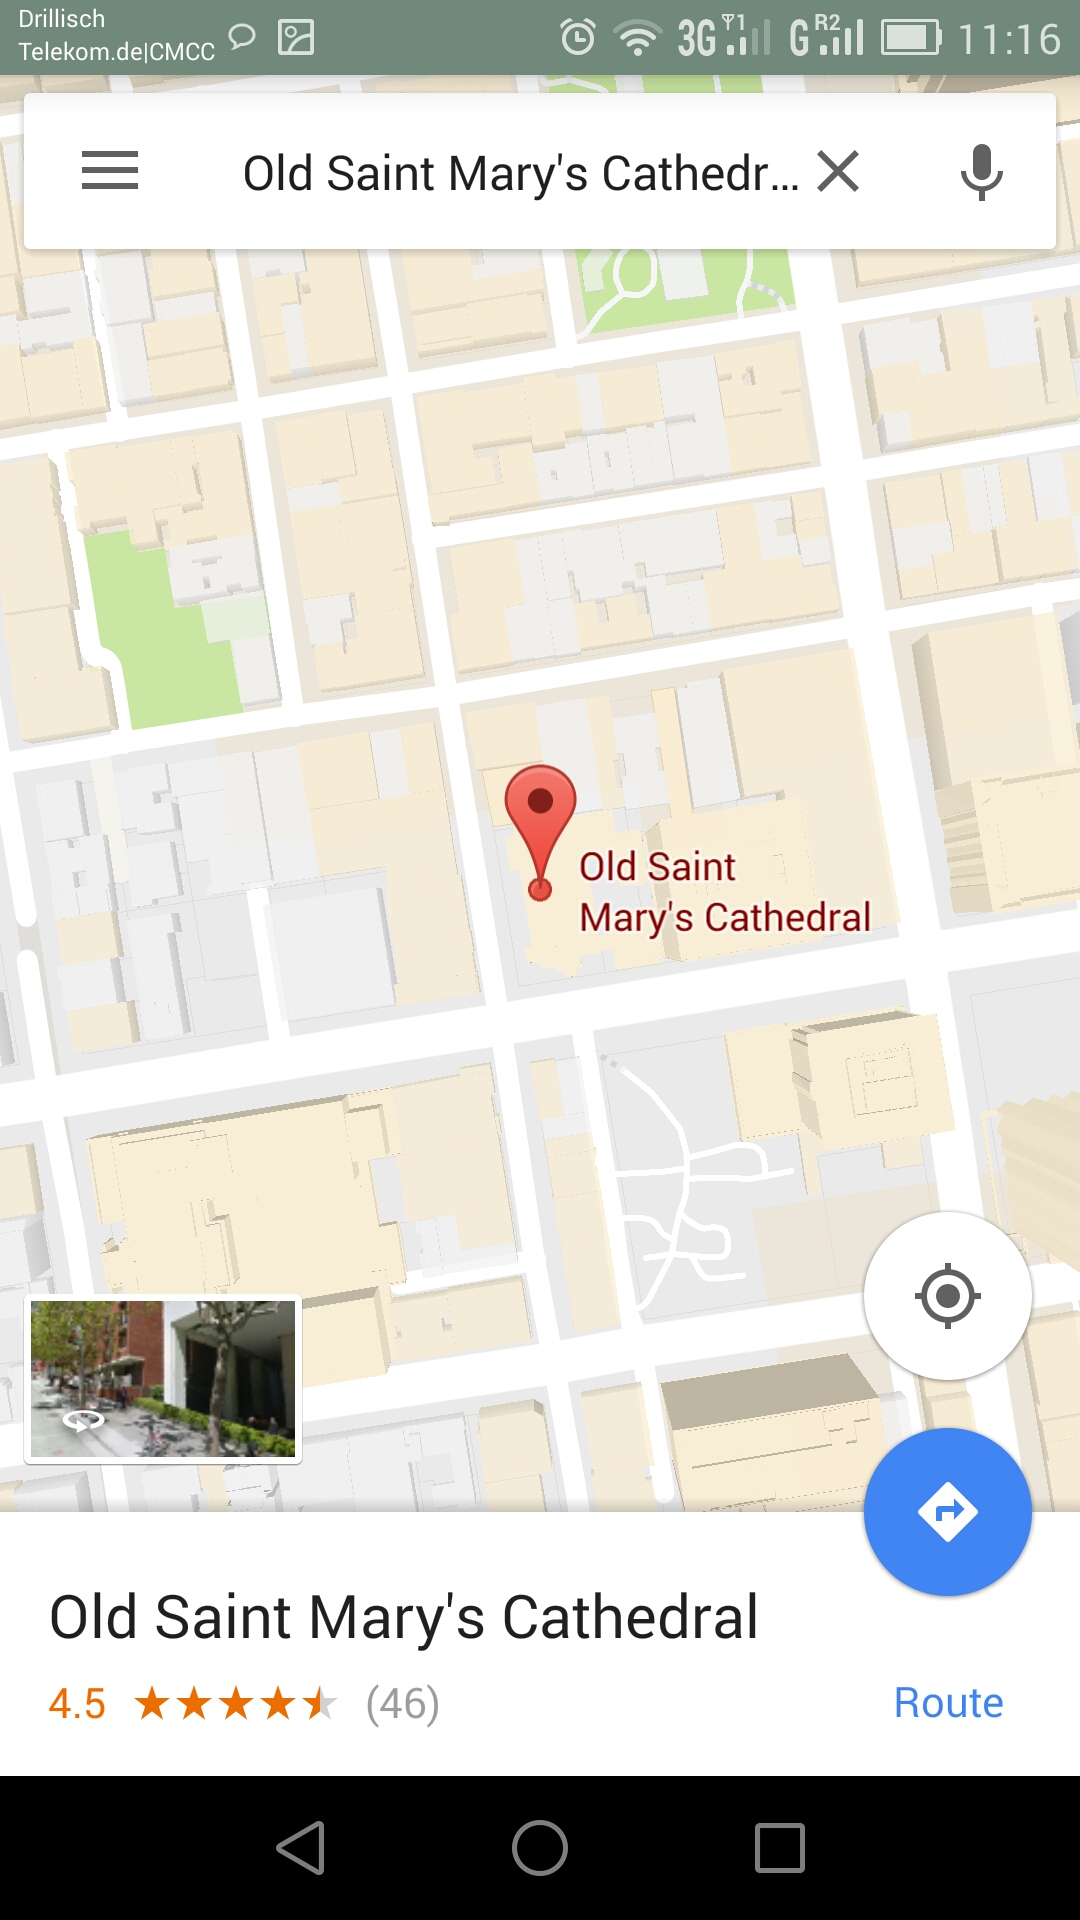 Drillisch
Telekom.de|CMCC
3G 1 G R2 11:16
Old Saint Mary's Cathedr...
Old Saint
Mary's Cathedral
Old Saint Mary's Cathedral
4.5 (46) Route